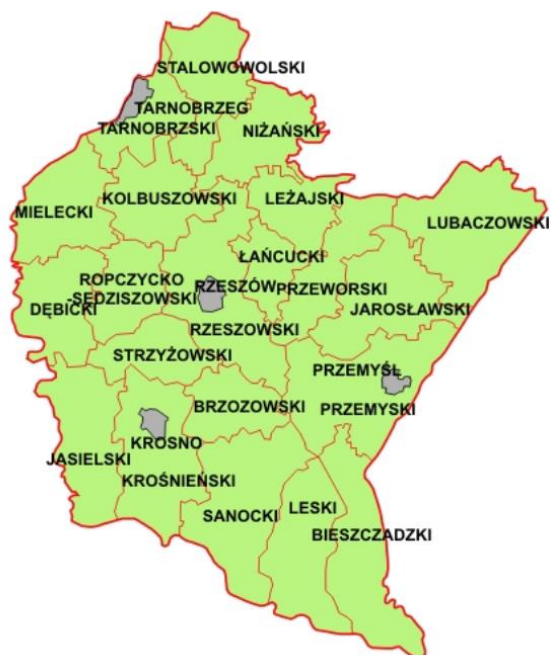 STALOWOWOLSKI
TARNOBRZEG
TARNOBRZSKI
NIŻAŃSKI
KOLBUSZOWSKI
LEŻAJSKI
MIELECKI
LUBACZOWSKI
ŁAŃCUCKI
ROPCZYCKO
-SĘDZISZOWSKI
RZESZÓW
PRZEWORSKI
DĘBICKI
JAROSŁAWSKI
RZESZOWSKI
STRZYŻOWSKI
PRZEMYŚL
BRZOZOWSKI
PRZEMYSKI
KROSNO
JASIELSKI
KROŚNIEŃSKI
LESKI
SANOCKI
BIESZCZADZKI